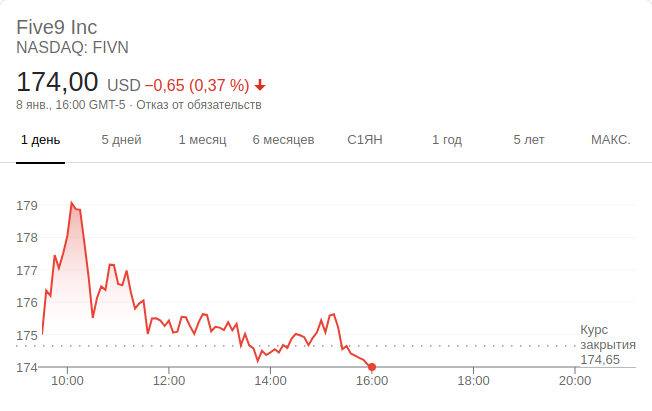 Five9 Inc
NASDAQ: FIVN
174,00 USD −0,65 (0,37 %)
8 янв., 16:00 GMT-5 · Отказ от обязательств
1 день 5 дней 1 месяц 6 месяцев С1ЯН 1 год 5 лет МАКС.
179
178
177
176
175
174
Курс
закрытия
174,65
10:00 12:00 14:00 16:00 18:00 20:00